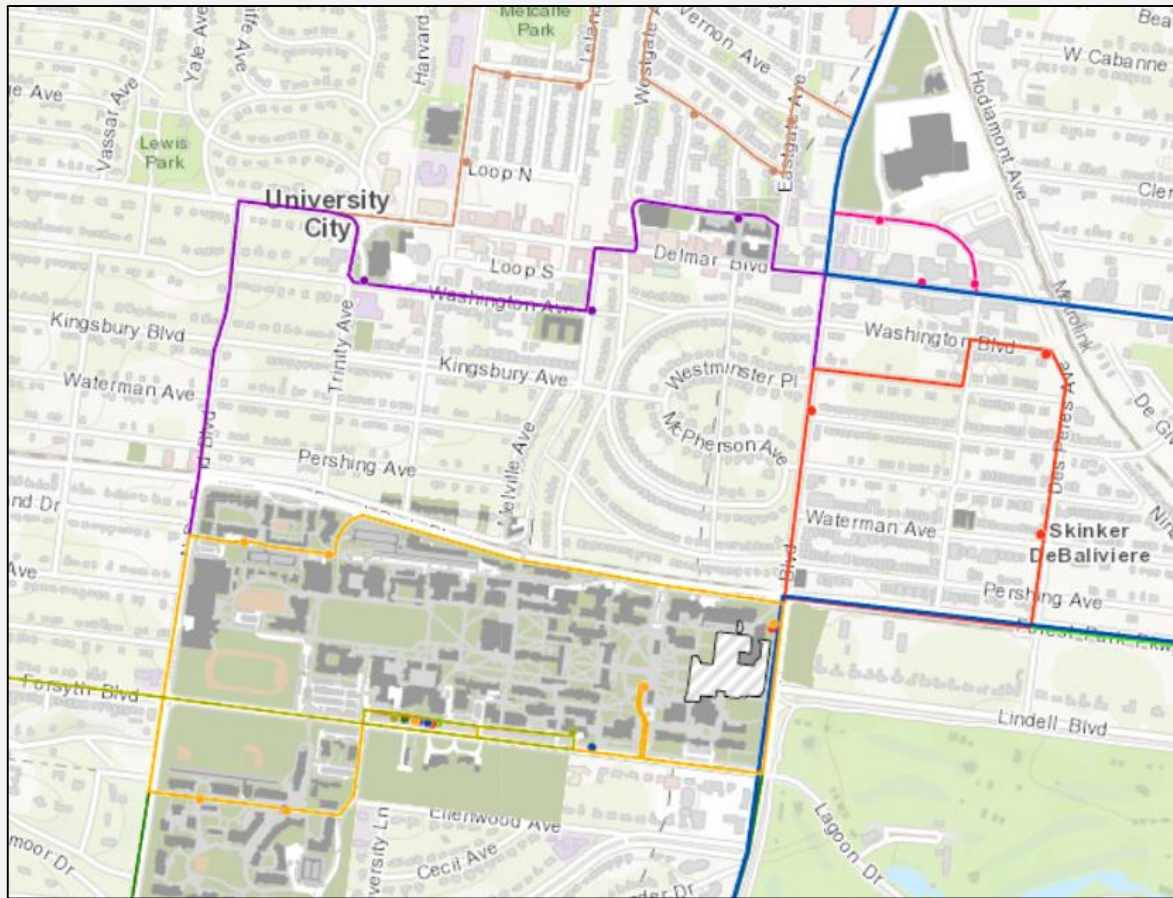 Metcalfe
Park
Yale Ave
Harvard
Vernon Ave
W Cabanne
Vassar Ave
Hodiamont Ave
Eastgate Ave
Lewis
Park
Loop N
University
City
Delmar Blvd
Loop S
Washington Ave
Metrolink
Kingsbury Blvd
Trinity Ave
Washington Blvd
Kingsbury Ave
Westminster Pl
Waterman Ave
McPherson Ave
Des Peres Ave
Melville Ave
Pershing Ave
Waterman Ave
Skinker
DeBaliviere
Blvd
Pershing Ave
Forsyth Blvd
Lindell Blvd
Ellenwood Ave
Lagoon Dr
Cecil Ave